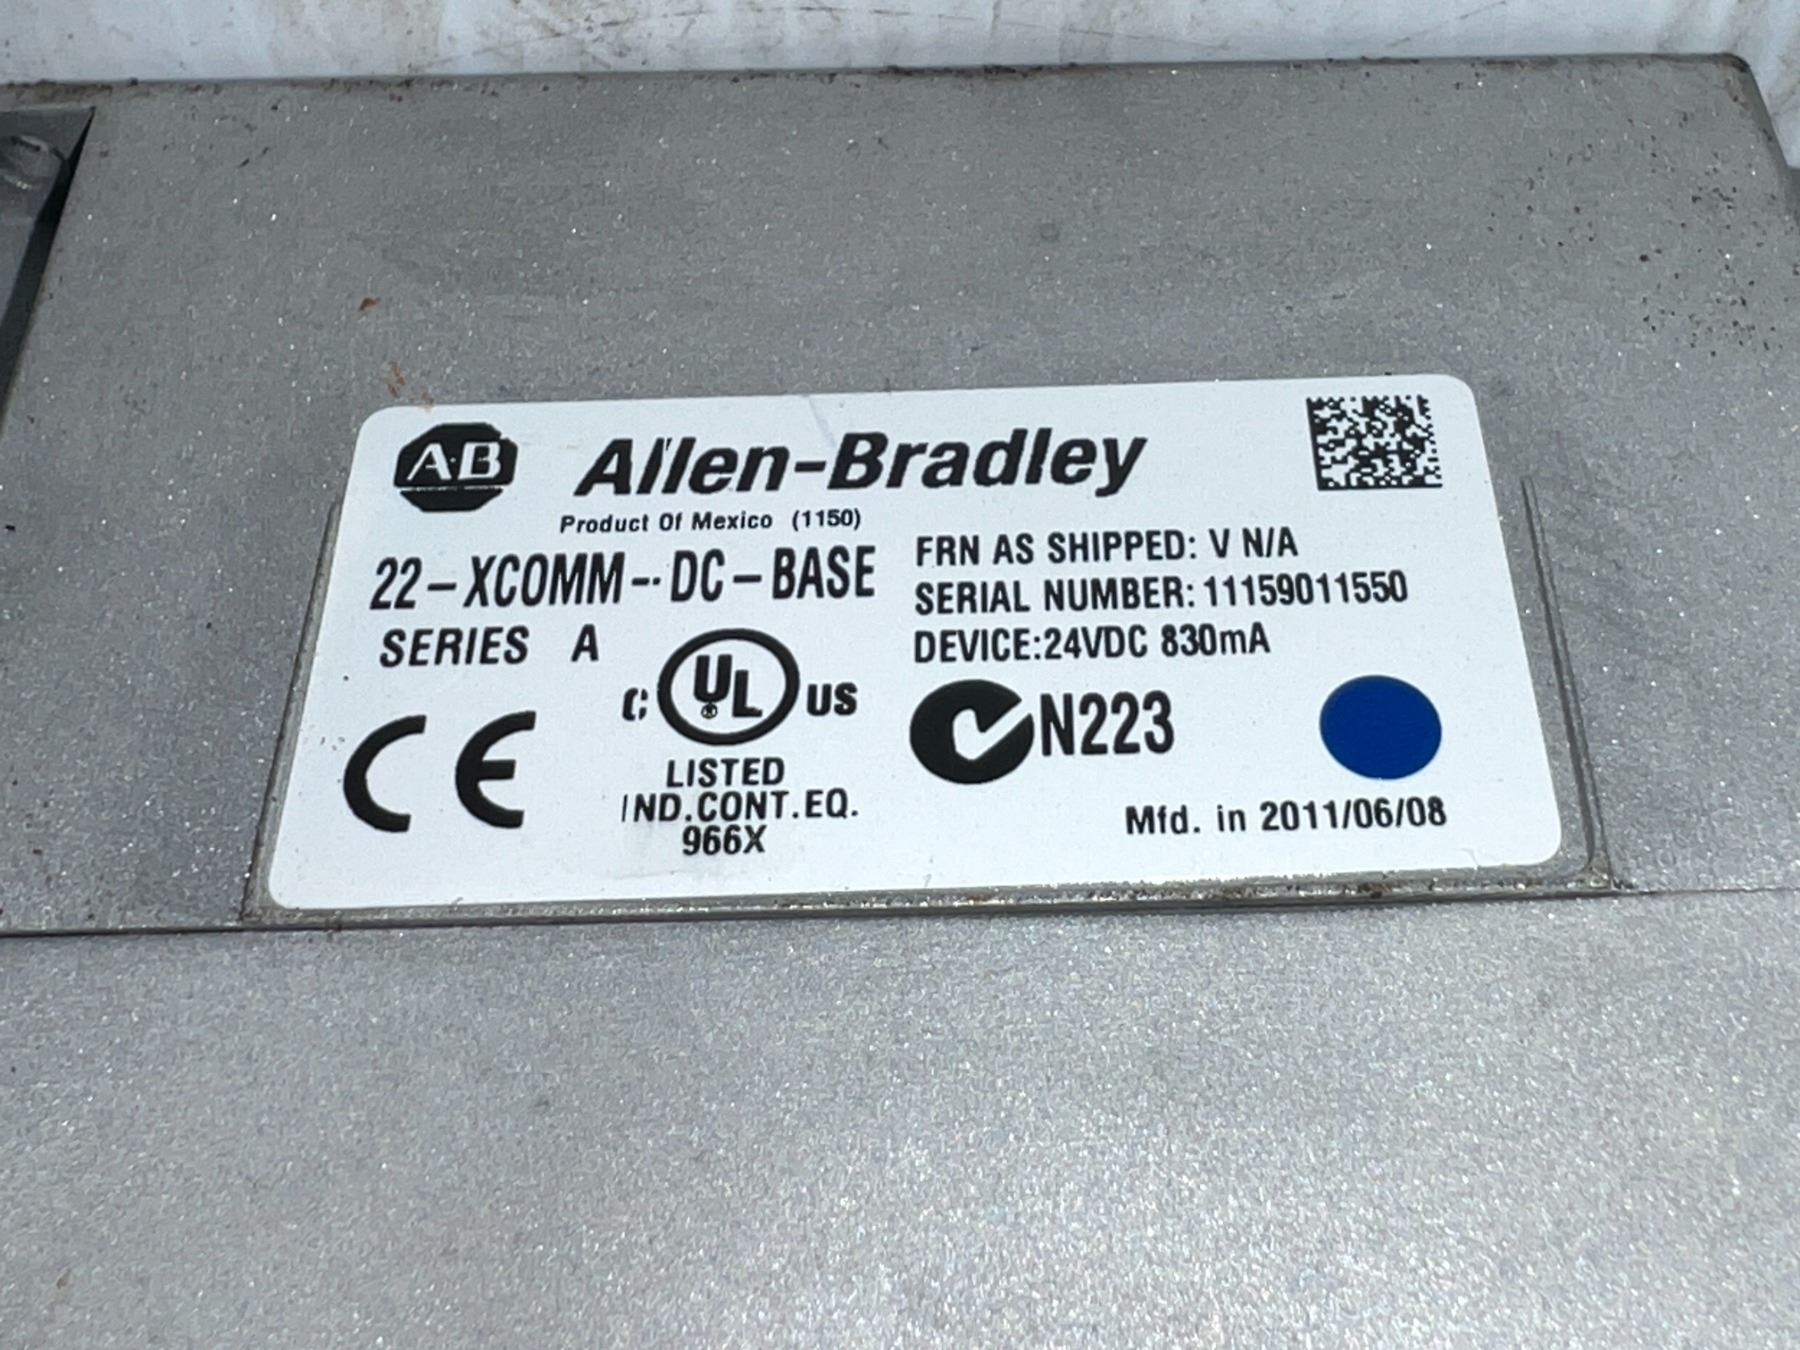 A-B Allen-Bradley
Product Of Mexico (1150)
22-XCOMM-DC-BASE
SERIES A
FRN AS SHIPPED: V N/A
SERIAL NUMBER: 11159011550
DEVICE:24VDC 830mA
C UL® US
LISTED
IND.CONT.EQ.
966X
CE
N223
Mfd. in 2011/06/08